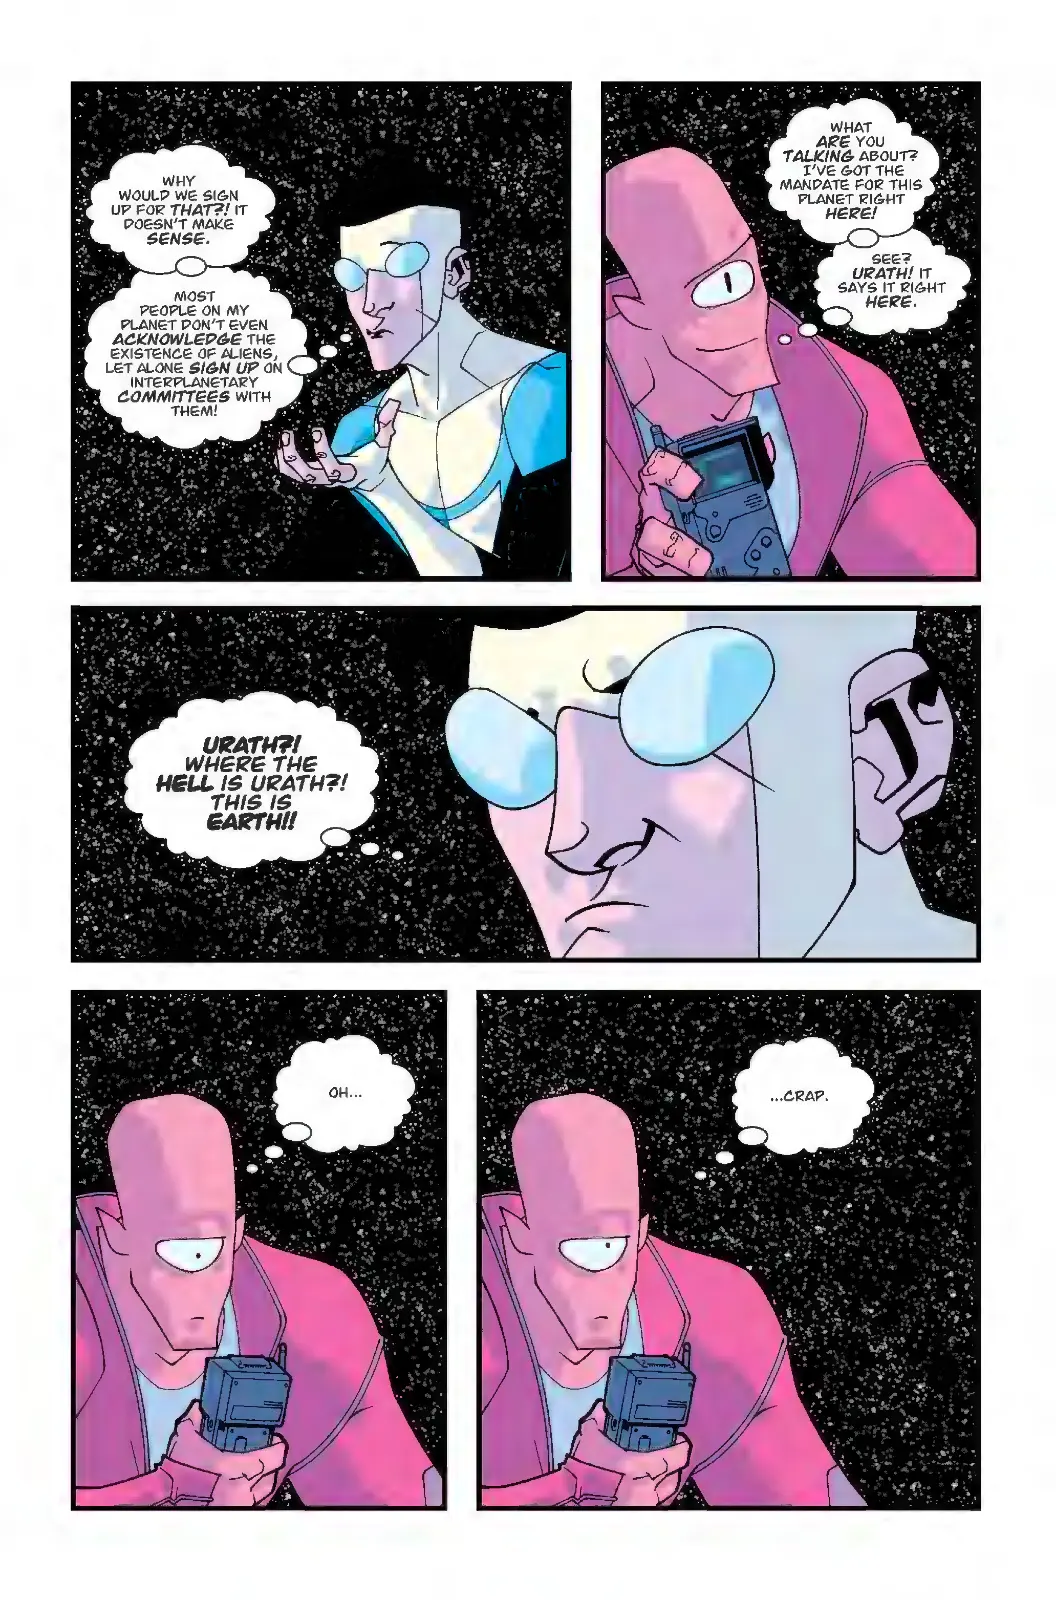 WHY
WOULD WE SIGN
UP FOR THAT?! IT
DOESN'T MAKE
SENSE.
MOST
PEOPLE ON MY
PLANET DON'T EVEN
ACKNOWLEDGE THE
EXISTENCE OF ALIENS,
LET ALONE SIGN UP ON
INTERPLANETARY
COMMITTEES WITH
THEM!
WHAT
ARE YOU
TALKING ABOUT?
I'VE GOT THE
MANDATE FOR THIS
PLANET RIGHT
HERE!
SEE?
URATH! IT
SAYS IT RIGHT
HERE.
URATH?!
WHERE THE
HELL IS URATH?!
THIS IS
EARTH!!
OH...
...CRAP.